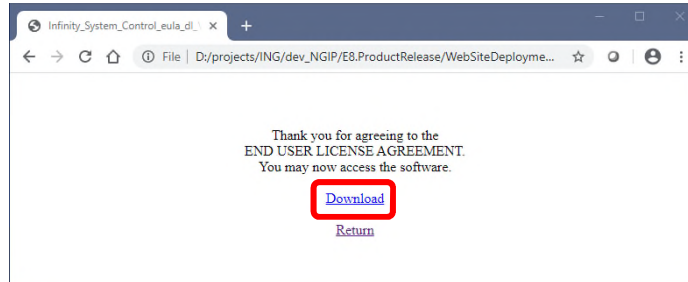 Infinity_System_Control_eula_dl_
File | D:/projects/ING/dev_NGIP/E8.ProductRelease/WebSiteDeployme...
Thank you for agreeing to the
END USER LICENSE AGREEMENT.
You may now access the software.
Download
Return